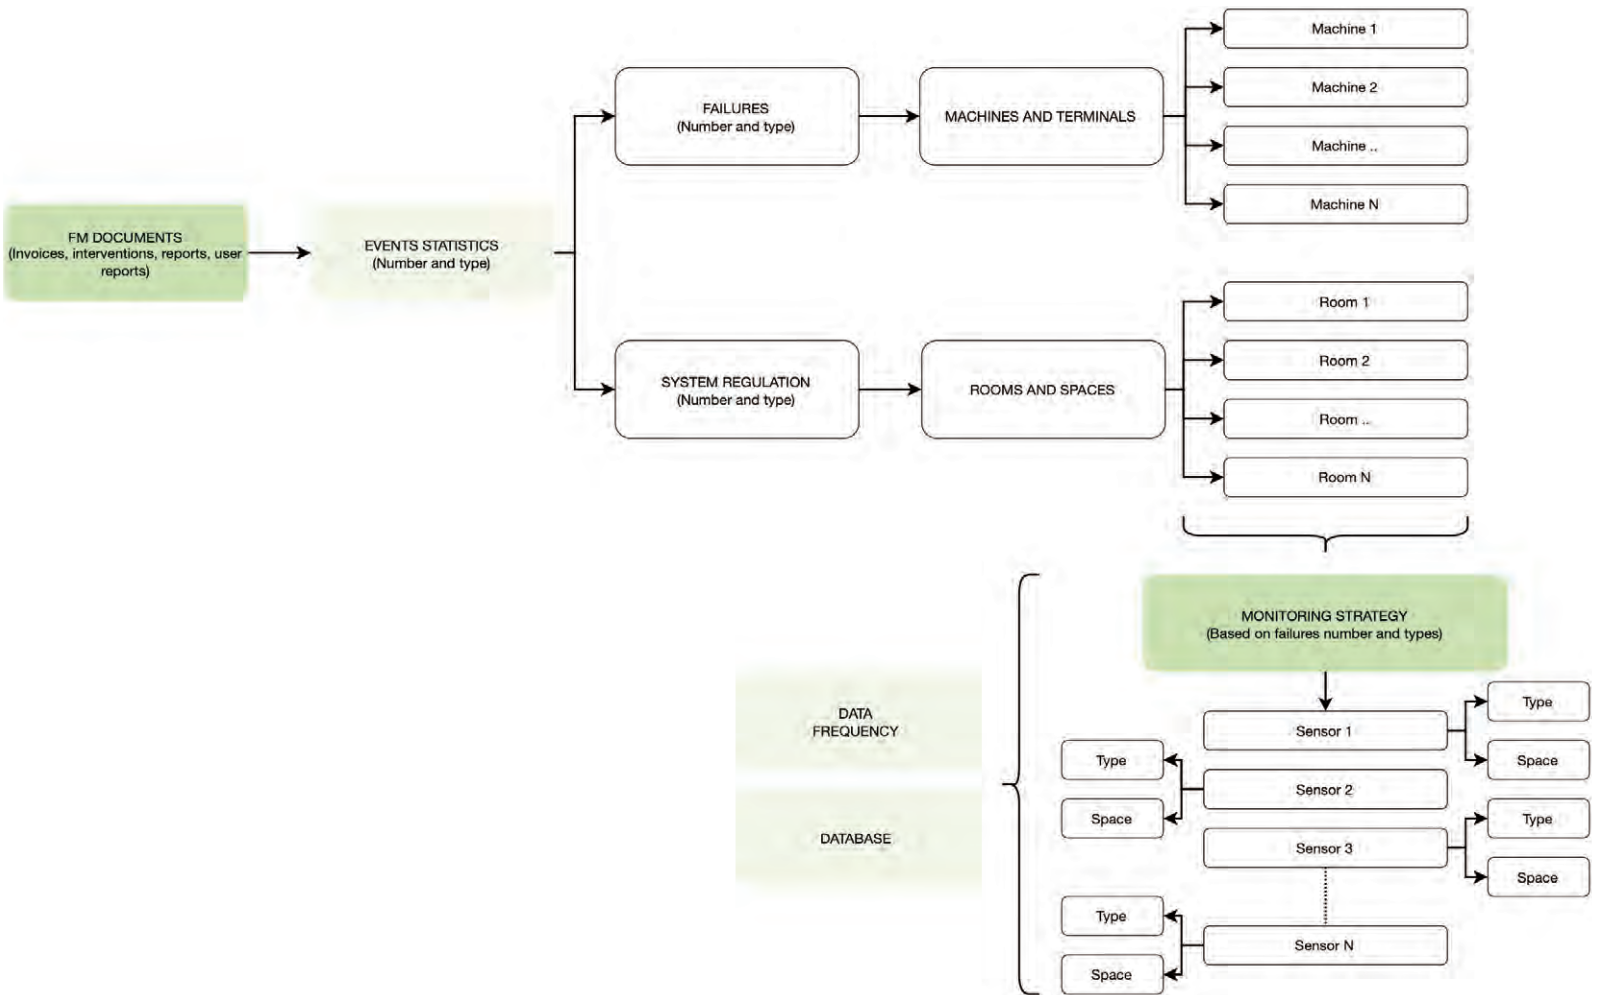 FM DOCUMENTS
(Invoices, interventions, reports, user
reports)
EVENTS STATISTICS
(Number and type)
FAILURES
(Number and type)
MACHINES AND TERMINALS
Machine 1
Machine 2
Machine ..
Machine N
SYSTEM REGULATION
(Number and type)
ROOMS AND SPACES
Room 1
Room 2
Room ..
Room N
MONITORING STRATEGY
(Based on failures number and types)
DATA
FREQUENCY
DATABASE
Sensor 1
Type
Space
Sensor 2
Type
Space
Sensor 3
Type
Space
Sensor N
Type
Space